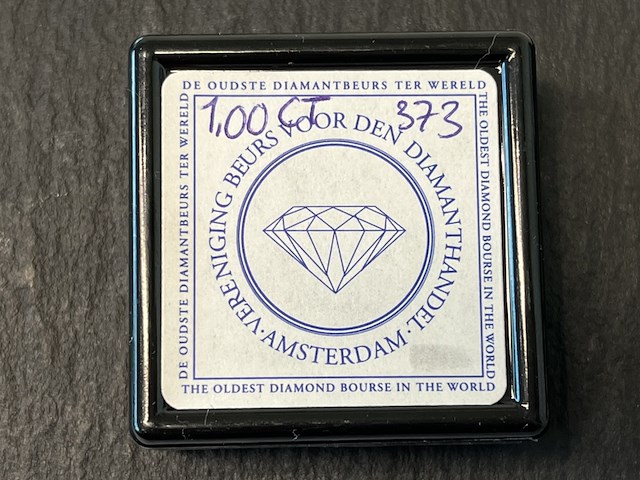 DE OUDSTE DIAMANTBEURS TER WERELD
1,00 CT 373
DE OUDSTE DIAMANTBEURS TER WERELD
THE OLDEST DIAMOND BOURSE IN THE WORLD
VERENIGING BEURS VOOR DEN DIAMANTHANDEL · AMSTERDAM ·
THE OLDEST DIAMOND BOURSE IN THE WORLD